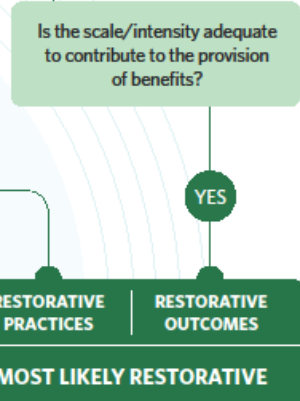 Is the scale/intensity adequate
to contribute to the provision
of benefits?
YES
RESTORATIVE
PRACTICES
RESTORATIVE
OUTCOMES
MOST LIKELY RESTORATIVE